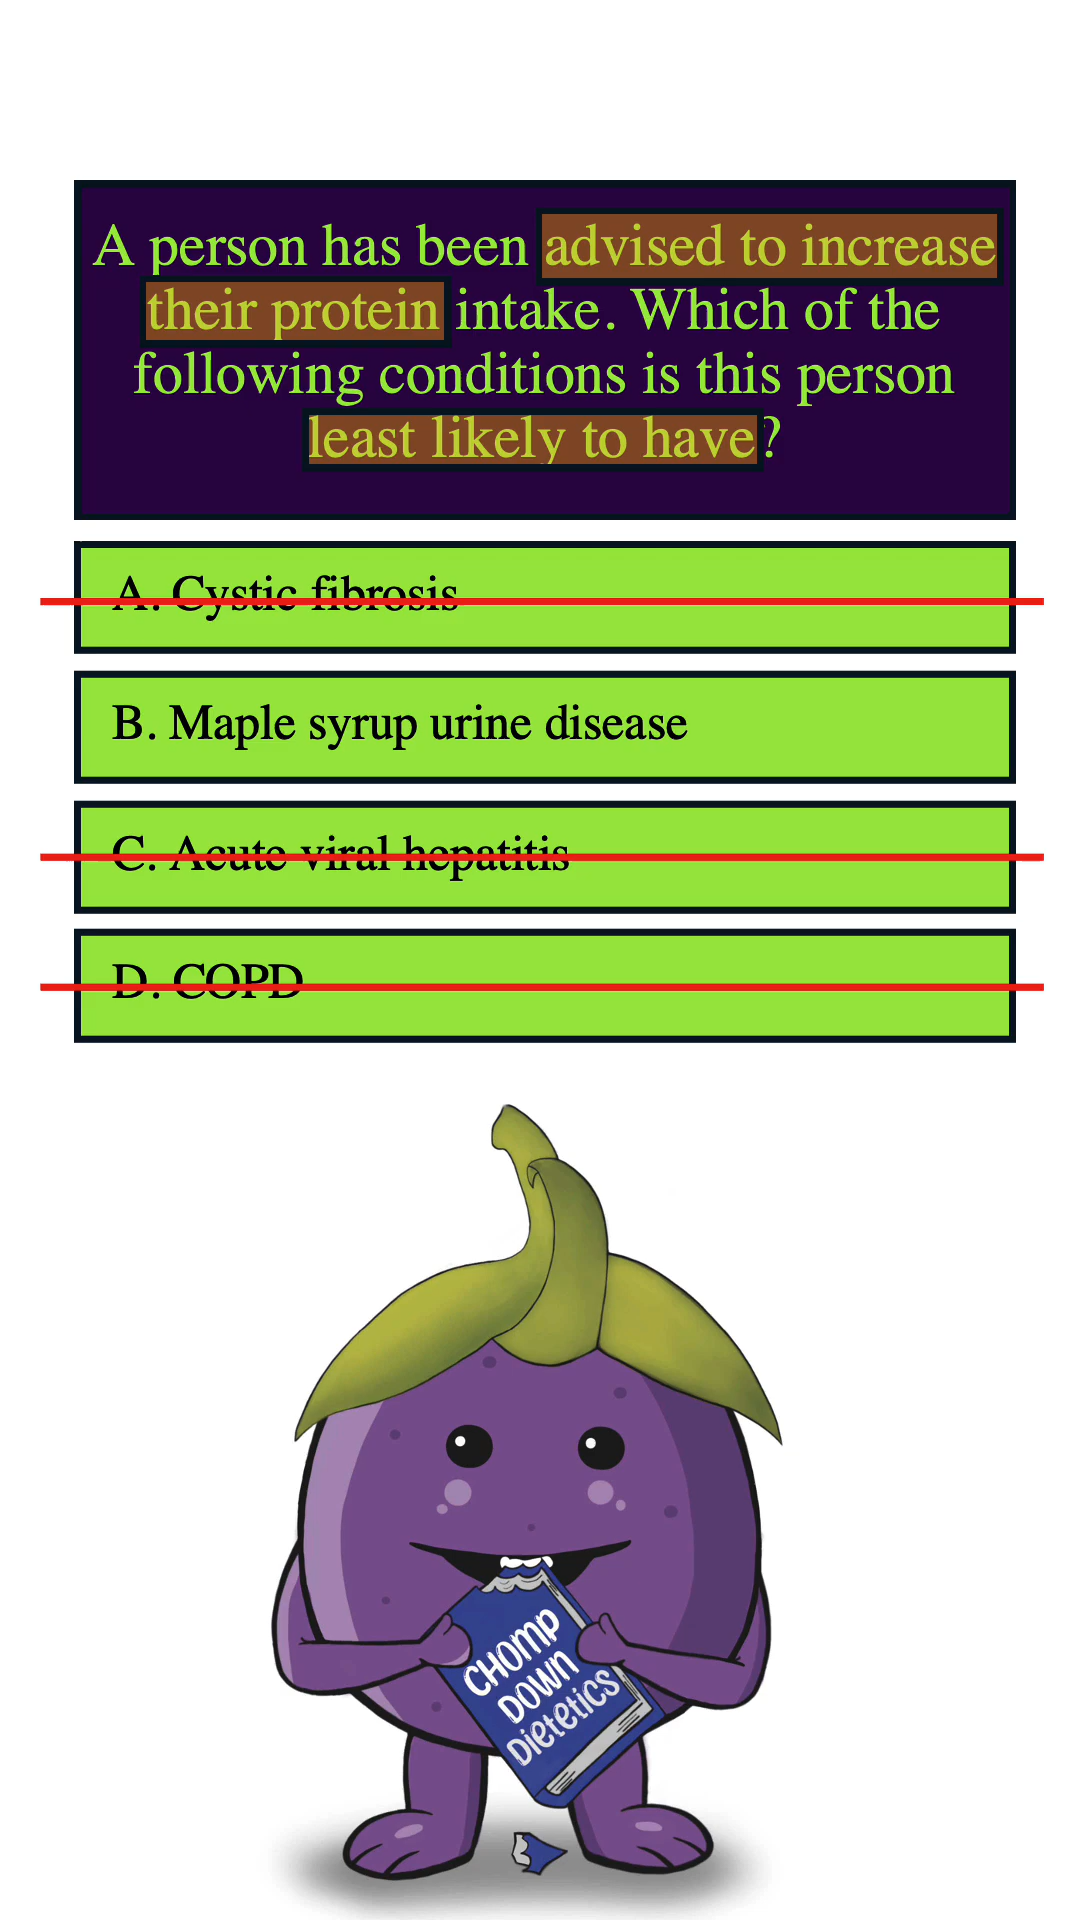 A person has been advised to increase
their protein intake. Which of the
following conditions is this person
least likely to have?
A. Cystic fibrosis
B. Maple syrup urine disease
C. Acute viral hepatitis
D. COPD
CHOMP
DOWN
Dietetics